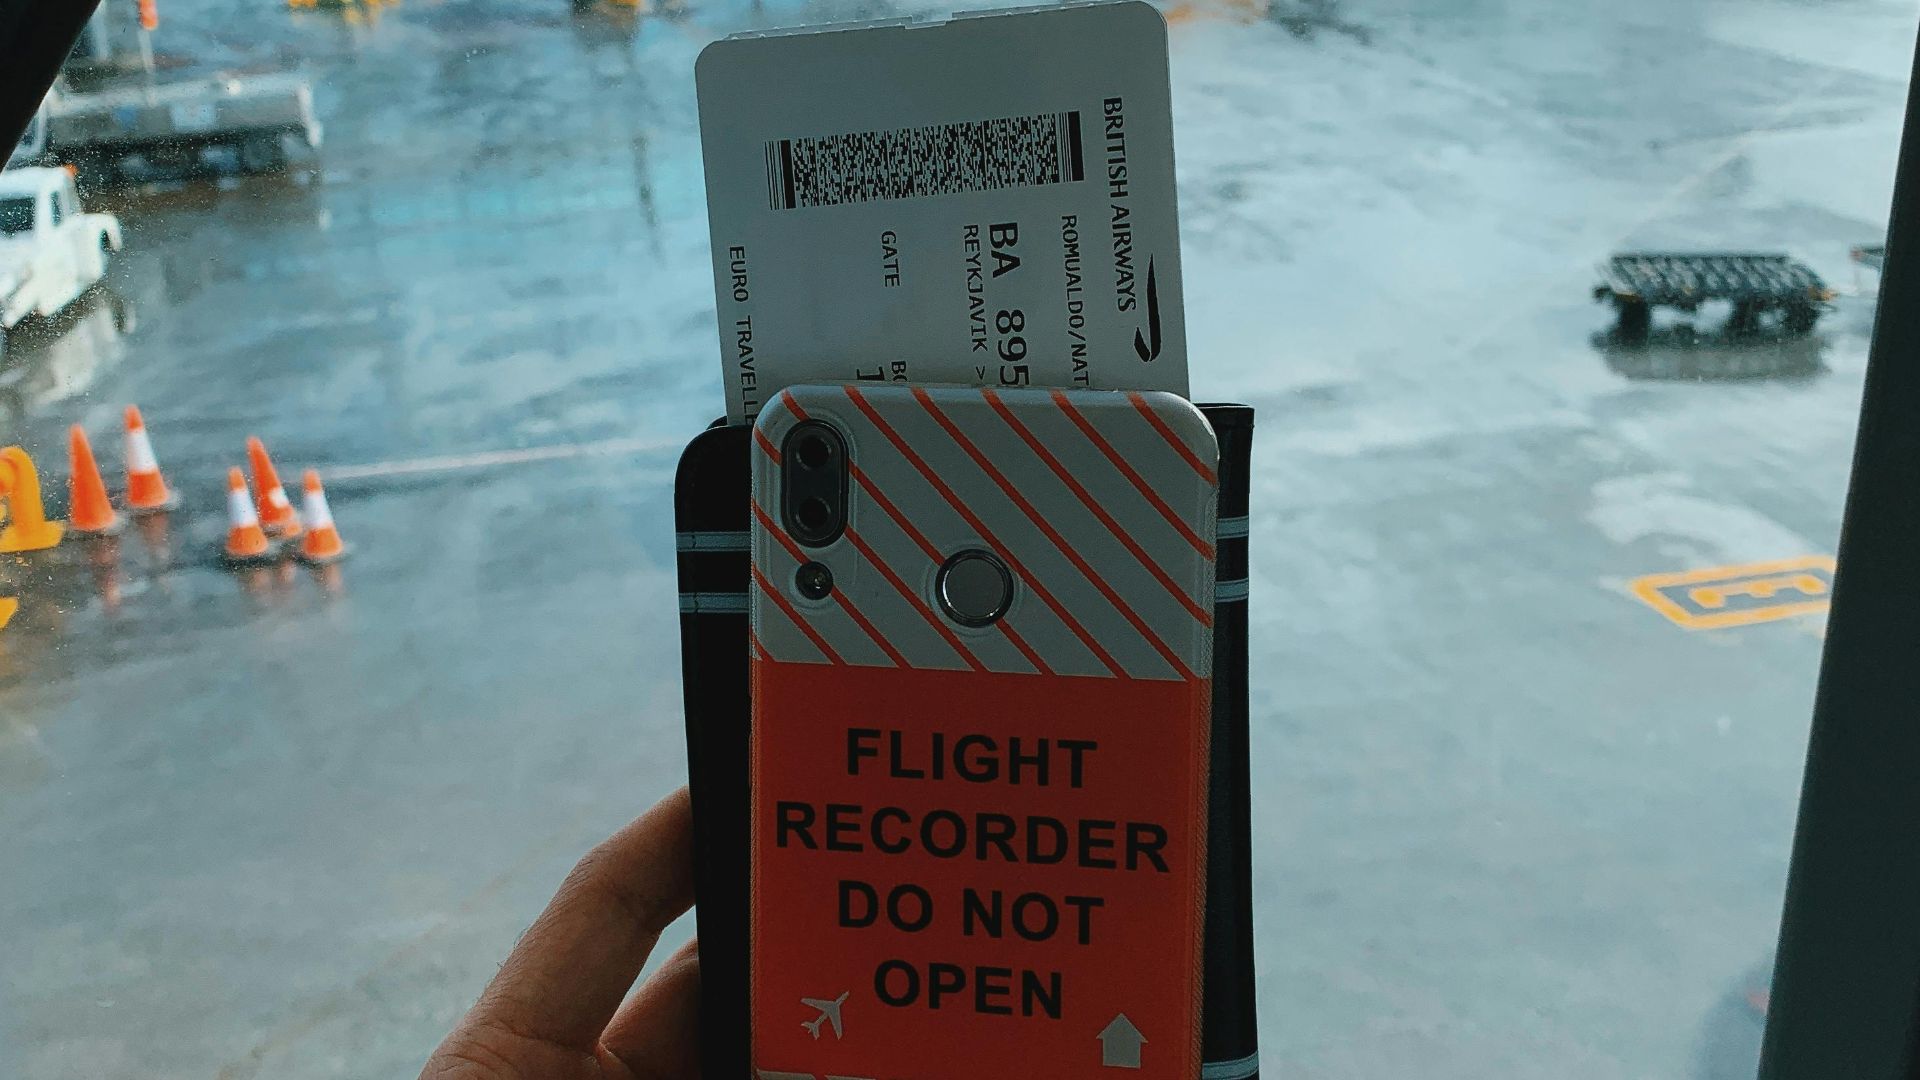 BRITISH AIRWAYS
ROMUALDO/NAT
BA 895
REYKJAVIK >
GATE
EURO TRAVELLE
FLIGHT
RECORDER
DO NOT
OPEN
E